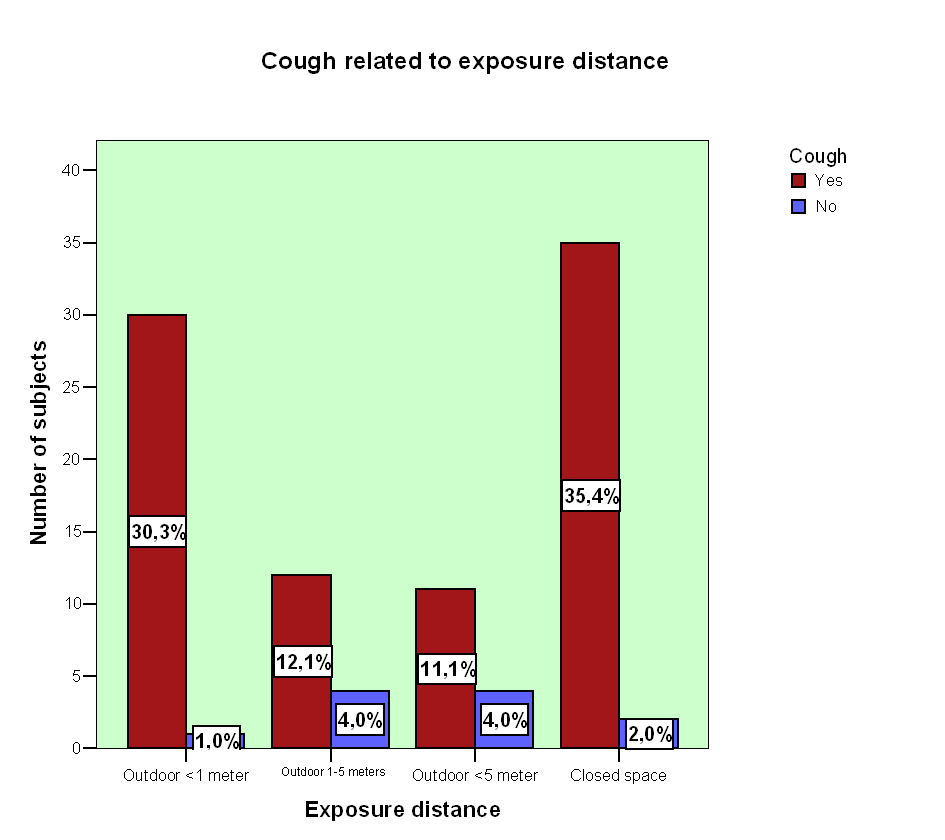 Cough related to exposure distance
Cough
Yes
No
Number of subjects
40
35
30
25
20
15
10
5
0
30,3%
1,0%
12,1%
4,0%
11,1%
4,0%
35,4%
2,0%
Outdoor <1 meter
Outdoor 1-5 meters
Outdoor <5 meter
Closed space
Exposure distance